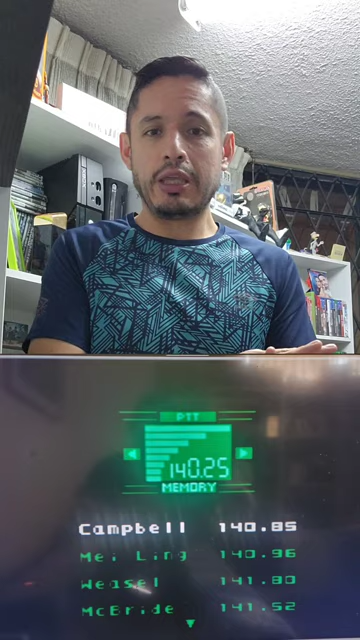 PTT
140.25
MEMORY
Campbell 140.85
Mei Ling 140.96
Weasel 141.80
McBride 141.52